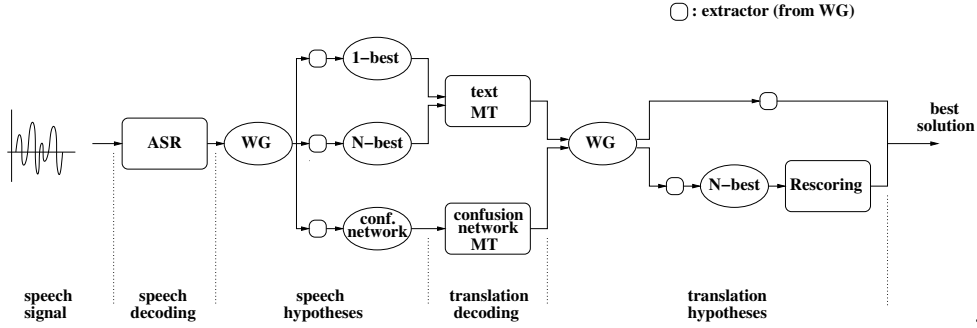 : extractor (from WG)
1−best
text
MT
best
solution
ASR
WG
N−best
WG
N−best
Rescoring
conf.
network
confusion
network
MT
speech
signal
speech
decoding
speech
hypotheses
translation
decoding
translation
hypotheses